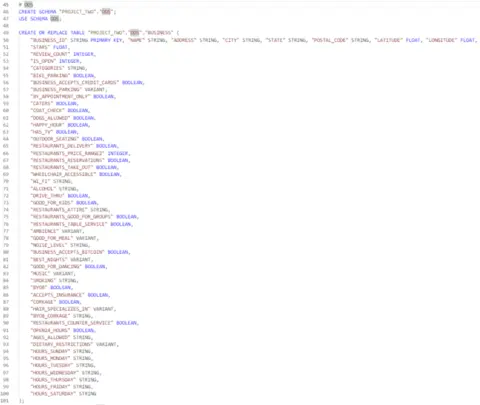 45 # ODS
46 CREATE SCHEMA "PROJECT_TWO"."ODS";
47 USE SCHEMA ODS;
48
49 CREATE OR REPLACE TABLE "PROJECT_TWO"."ODS"."BUSINESS" (
50 "BUSINESS_ID" STRING PRIMARY KEY, "NAME" STRING, "ADDRESS" STRING, "CITY" STRING, "STATE" STRING, "POSTAL_CODE" STRING, "LATITUDE" FLOAT, "LONGITUDE" FLOAT,
51 "STARS" FLOAT,
52 "REVIEW_COUNT" INTEGER,
53 "IS_OPEN" INTEGER,
54 "CATEGORIES" STRING,
55 "BIKE_PARKING" BOOLEAN,
56 "BUSINESS_ACCEPTS_CREDIT_CARDS" BOOLEAN,
57 "BUSINESS_PARKING" VARIANT,
58 "BY_APPOINTMENT_ONLY" BOOLEAN,
59 "CATERS" BOOLEAN,
60 "COAT_CHECK" BOOLEAN,
61 "DOGS_ALLOWED" BOOLEAN,
62 "HAPPY_HOUR" BOOLEAN,
63 "HAS_TV" BOOLEAN,
64 "OUTDOOR_SEATING" BOOLEAN,
65 "RESTAURANTS_DELIVERY" BOOLEAN,
66 "RESTAURANTS_PRICE_RANGE2" INTEGER,
67 "RESTAURANTS_RESERVATIONS" BOOLEAN,
68 "RESTAURANTS_TAKE_OUT" BOOLEAN,
69 "WHEELCHAIR_ACCESSIBLE" BOOLEAN,
70 "WI_FI" STRING,
71 "ALCOHOL" STRING,
72 "DRIVE_THRU" BOOLEAN,
73 "GOOD_FOR_KIDS" BOOLEAN,
74 "RESTAURANTS_ATTIRE" STRING,
75 "RESTAURANTS_GOOD_FOR_GROUPS" BOOLEAN,
76 "RESTAURANTS_TABLE_SERVICE" BOOLEAN,
77 "AMBIENCE" VARIANT,
78 "GOOD_FOR_MEAL" VARIANT,
79 "NOISE_LEVEL" STRING,
80 "BUSINESS_ACCEPTS_BITCOIN" BOOLEAN,
81 "BEST_NIGHTS" VARIANT,
82 "GOOD_FOR_DANCING" BOOLEAN,
83 "MUSIC" VARIANT,
84 "SMOKING" STRING,
85 "BYOB" BOOLEAN,
86 "ACCEPTS_INSURANCE" BOOLEAN,
87 "CORKAGE" BOOLEAN,
88 "HAIR_SPECIALIZES_IN" VARIANT,
89 "BYOB_CORKAGE" STRING,
90 "RESTAURANTS_COUNTER_SERVICE" BOOLEAN,
91 "OPEN24_HOURS" BOOLEAN,
92 "AGES_ALLOWED" STRING,
93 "DIETARY_RESTRICTIONS" VARIANT,
94 "HOURS_SUNDAY" STRING,
95 "HOURS_MONDAY" STRING,
96 "HOURS_TUESDAY" STRING,
97 "HOURS_WEDNESDAY" STRING,
98 "HOURS_THURSDAY" STRING,
99 "HOURS_FRIDAY" STRING,
100 "HOURS_SATURDAY" STRING
101 );